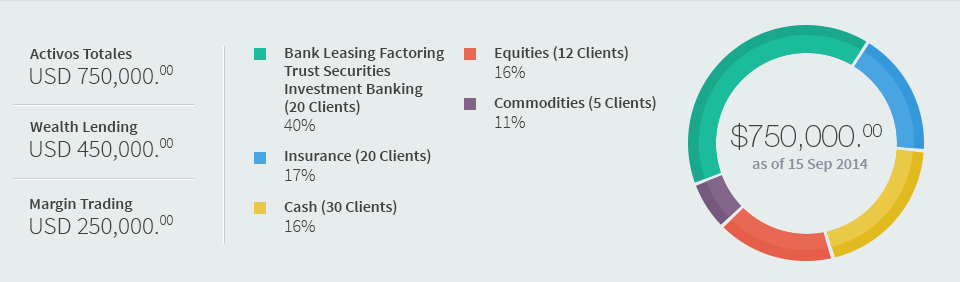 Activos Totales
USD 750,000.00
Wealth Lending
USD 450,000.00
Margin Trading
USD 250,000.00
Bank Leasing Factoring
Trust Securities
Investment Banking
(20 Clients)
40%
Insurance (20 Clients)
17%
Cash (30 Clients)
16%
Equities (12 Clients)
16%
Commodities (5 Clients)
11%
$750,000.00
as of 15 Sep 2014